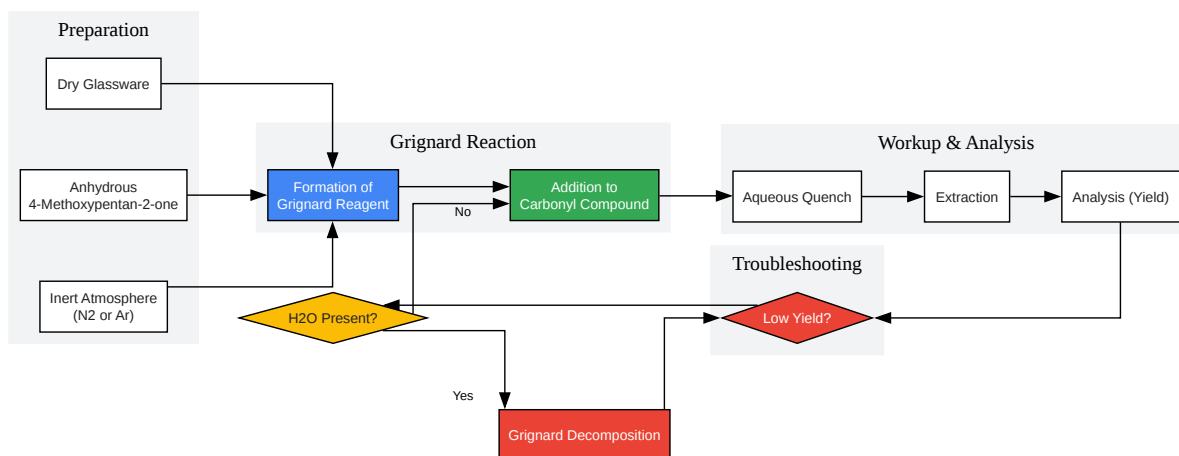 Preparation
Dry Glassware
Anhydrous
4-Methoxypentan-2-one
Inert Atmosphere
(N2 or Ar)
Grignard Reaction
Formation of
Grignard Reagent
Addition to
Carbonyl Compound
No
H2O Present?
Yes
Grignard Decomposition
Workup & Analysis
Aqueous Quench
Extraction
Analysis (Yield)
Troubleshooting
Low Yield?